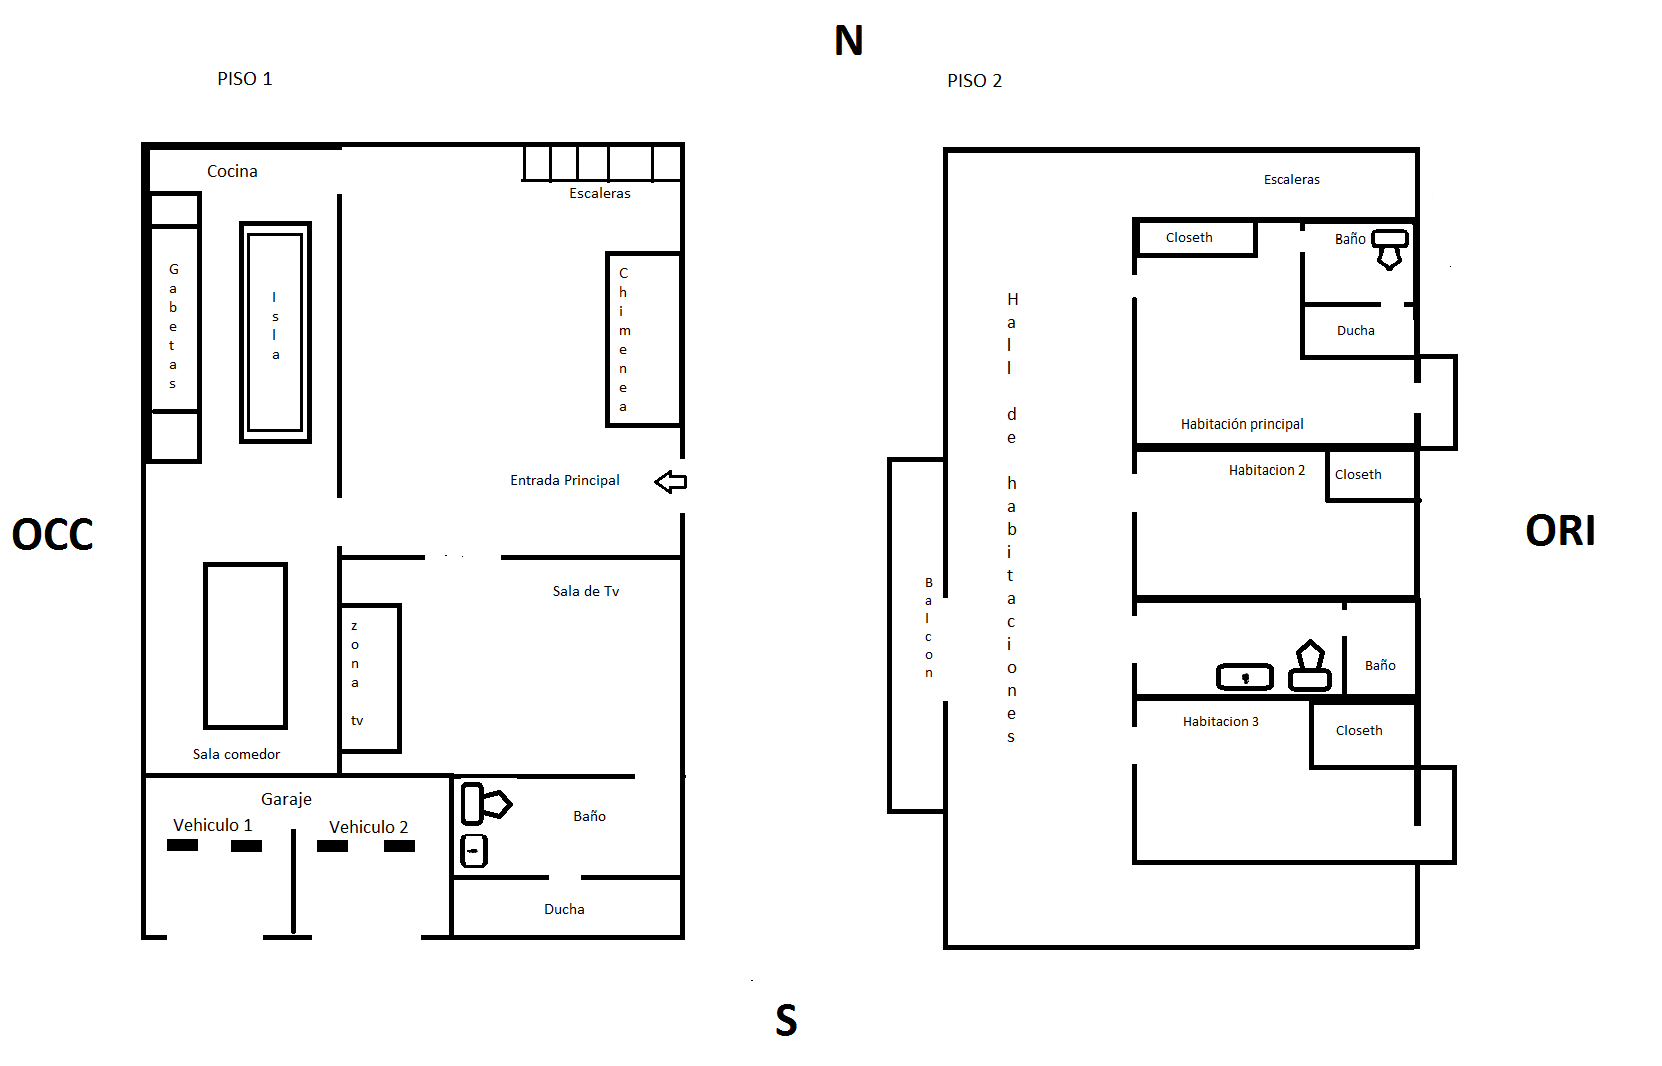 N
PISO 1
PISO 2
Cocina
Escaleras
Gabetas
Isla
Chimenea
Entrada Principal
OCC
Sala de Tv
zona tv
Sala comedor
Garaje
Vehiculo 1
Vehiculo 2
Baño
Ducha
Escaleras
Closeth
Baño
Ducha
Hall de habitaciones
Habitación principal
Habitacion 2
Closeth
ORI
Balcon
Baño
Habitacion 3
Closeth
S